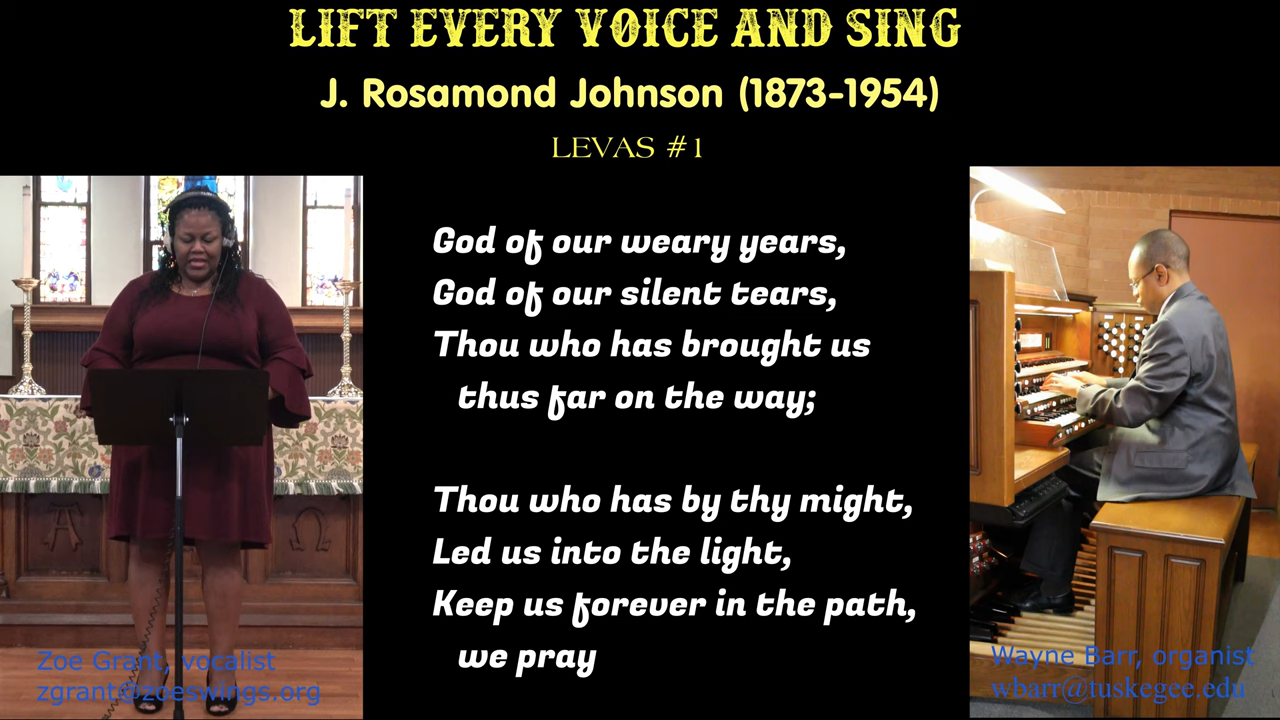 LIFT EVERY VOICE AND SING
J. Rosamond Johnson (1873-1954)
LEVAS #1
God of our weary years,
God of our silent tears,
Thou who has brought us
thus far on the way;
Thou who has by thy might,
Led us into the light,
Keep us forever in the path,
we pray
Zoe Grant, vocalist
zgrant@zoeswings.org
Wayne Barr, organist
wbarr@tuskegee.edu
A
Ω